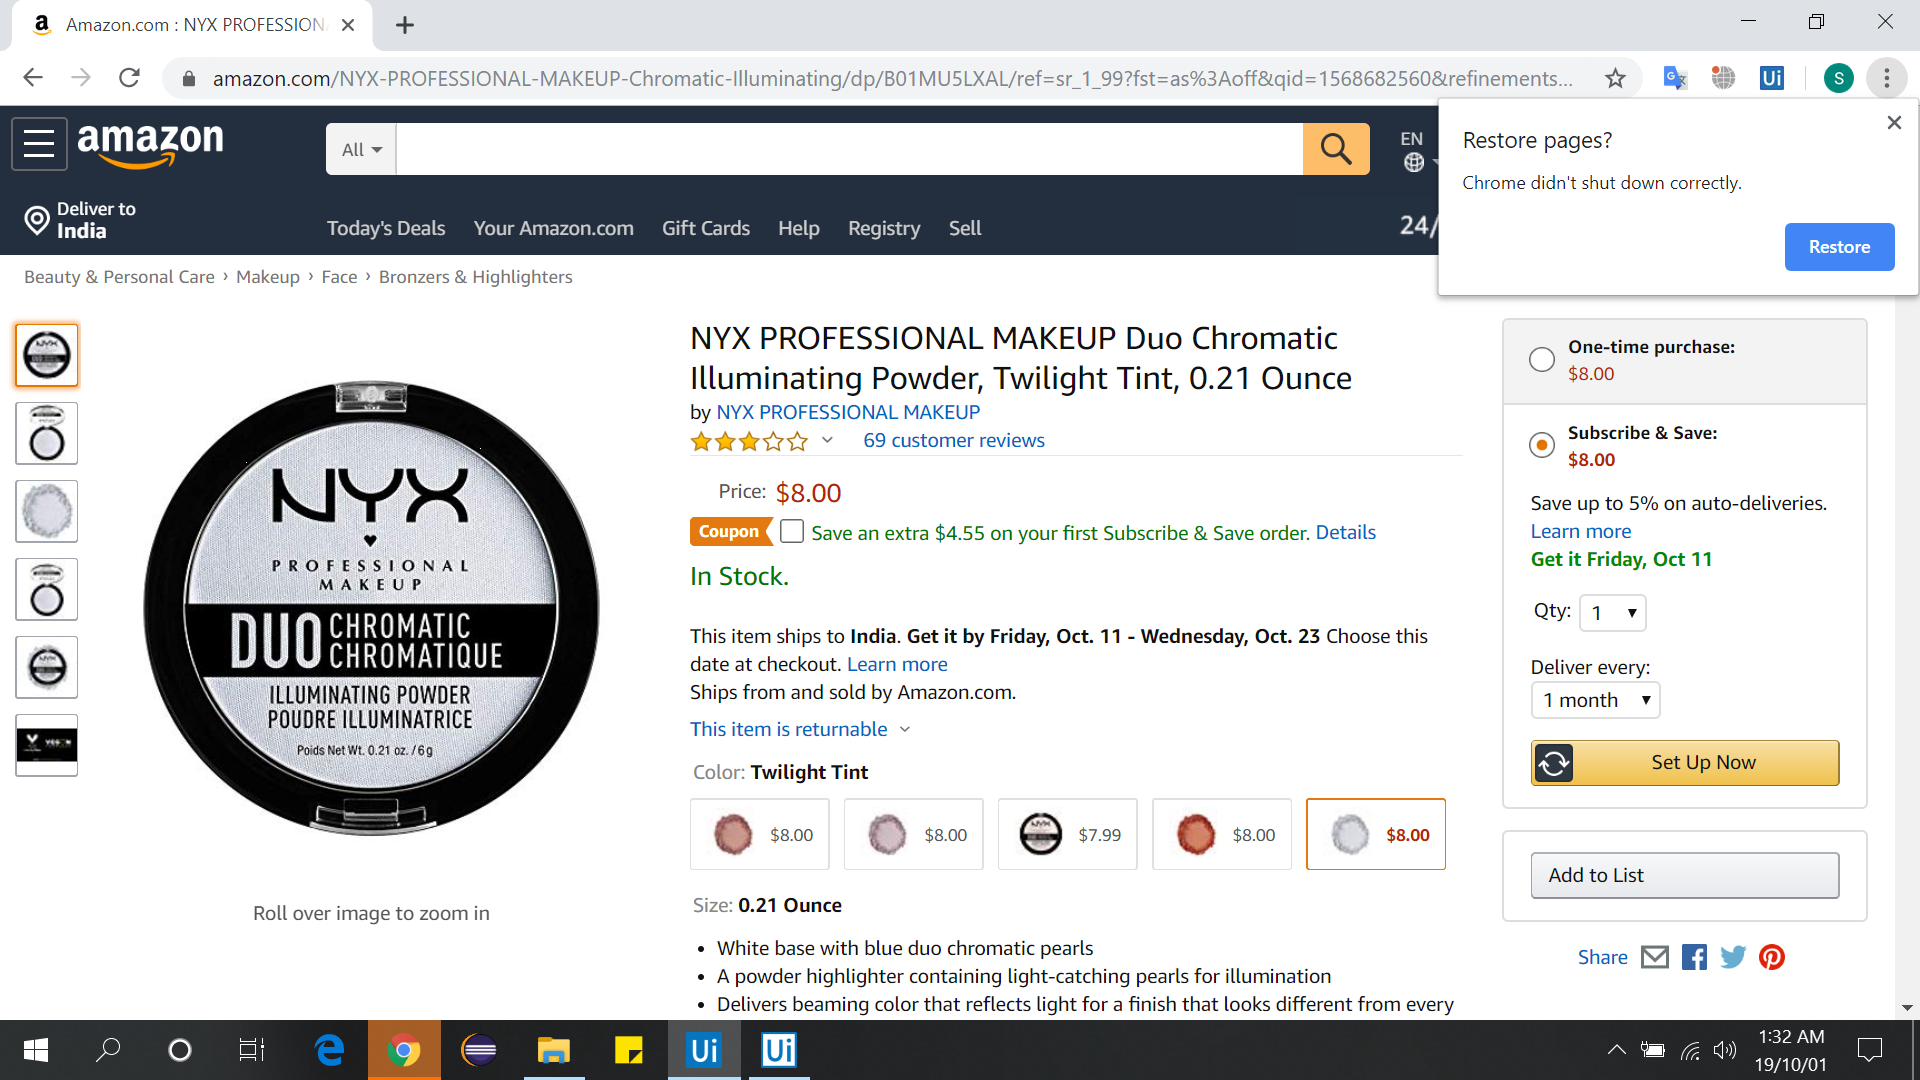 Amazon.com : NYX PROFESSION
amazon.com/NYX-PROFESSIONAL-MAKEUP-Chromatic-Illuminating/dp/B01MU5LXAL/ref=sr_1_99?fst=as%3Aoff&qid=1568682560&refinements...
Ui
S
Restore pages?
Chrome didn't shut down correctly.
Restore
amazon
All
EN
Deliver to
India
Today's Deals
Your Amazon.com
Gift Cards
Help
Registry
Sell
24/
Beauty & Personal Care › Makeup › Face › Bronzers & Highlighters
NYX
PROFESSIONAL
MAKEUP
DUO CHROMATIC
CHROMATIQUE
ILLUMINATING POWDER
POUDRE ILLUMINATRICE
Poids Net Wt. 0.21 oz. / 6 g
Roll over image to zoom in
NYX PROFESSIONAL MAKEUP Duo Chromatic
Illuminating Powder, Twilight Tint, 0.21 Ounce
by NYX PROFESSIONAL MAKEUP
69 customer reviews
Price: $8.00
Coupon Save an extra $4.55 on your first Subscribe & Save order. Details
In Stock.
This item ships to India. Get it by Friday, Oct. 11 - Wednesday, Oct. 23 Choose this
date at checkout. Learn more
Ships from and sold by Amazon.com.
This item is returnable
Color: Twilight Tint
$8.00
$8.00
$7.99
$8.00
$8.00
Size: 0.21 Ounce
• White base with blue duo chromatic pearls
• A powder highlighter containing light-catching pearls for illumination
• Delivers beaming color that reflects light for a finish that looks different from every
One-time purchase:
$8.00
Subscribe & Save:
$8.00
Save up to 5% on auto-deliveries.
Learn more
Get it Friday, Oct 11
Qty: 1
Deliver every:
1 month
Set Up Now
Add to List
Share
Ui
Ui
1:32 AM
19/10/01